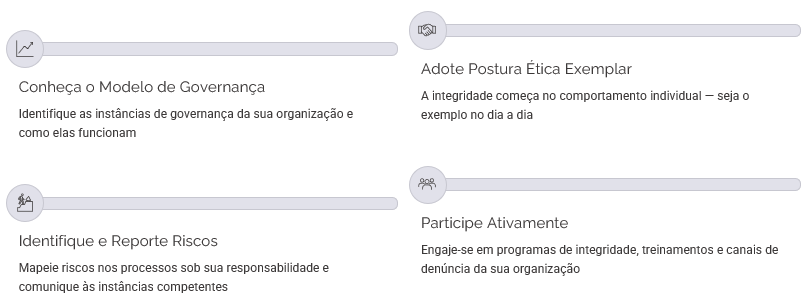 Conheça o Modelo de Governança
Identifique as instâncias de governança da sua organização e
como elas funcionam
Adote Postura Ética Exemplar
A integridade começa no comportamento individual — seja o
exemplo no dia a dia
Identifique e Reporte Riscos
Mapeie riscos nos processos sob sua responsabilidade e
comunique às instâncias competentes
Participe Ativamente
Engaje-se em programas de integridade, treinamentos e canais de
denúncia da sua organização